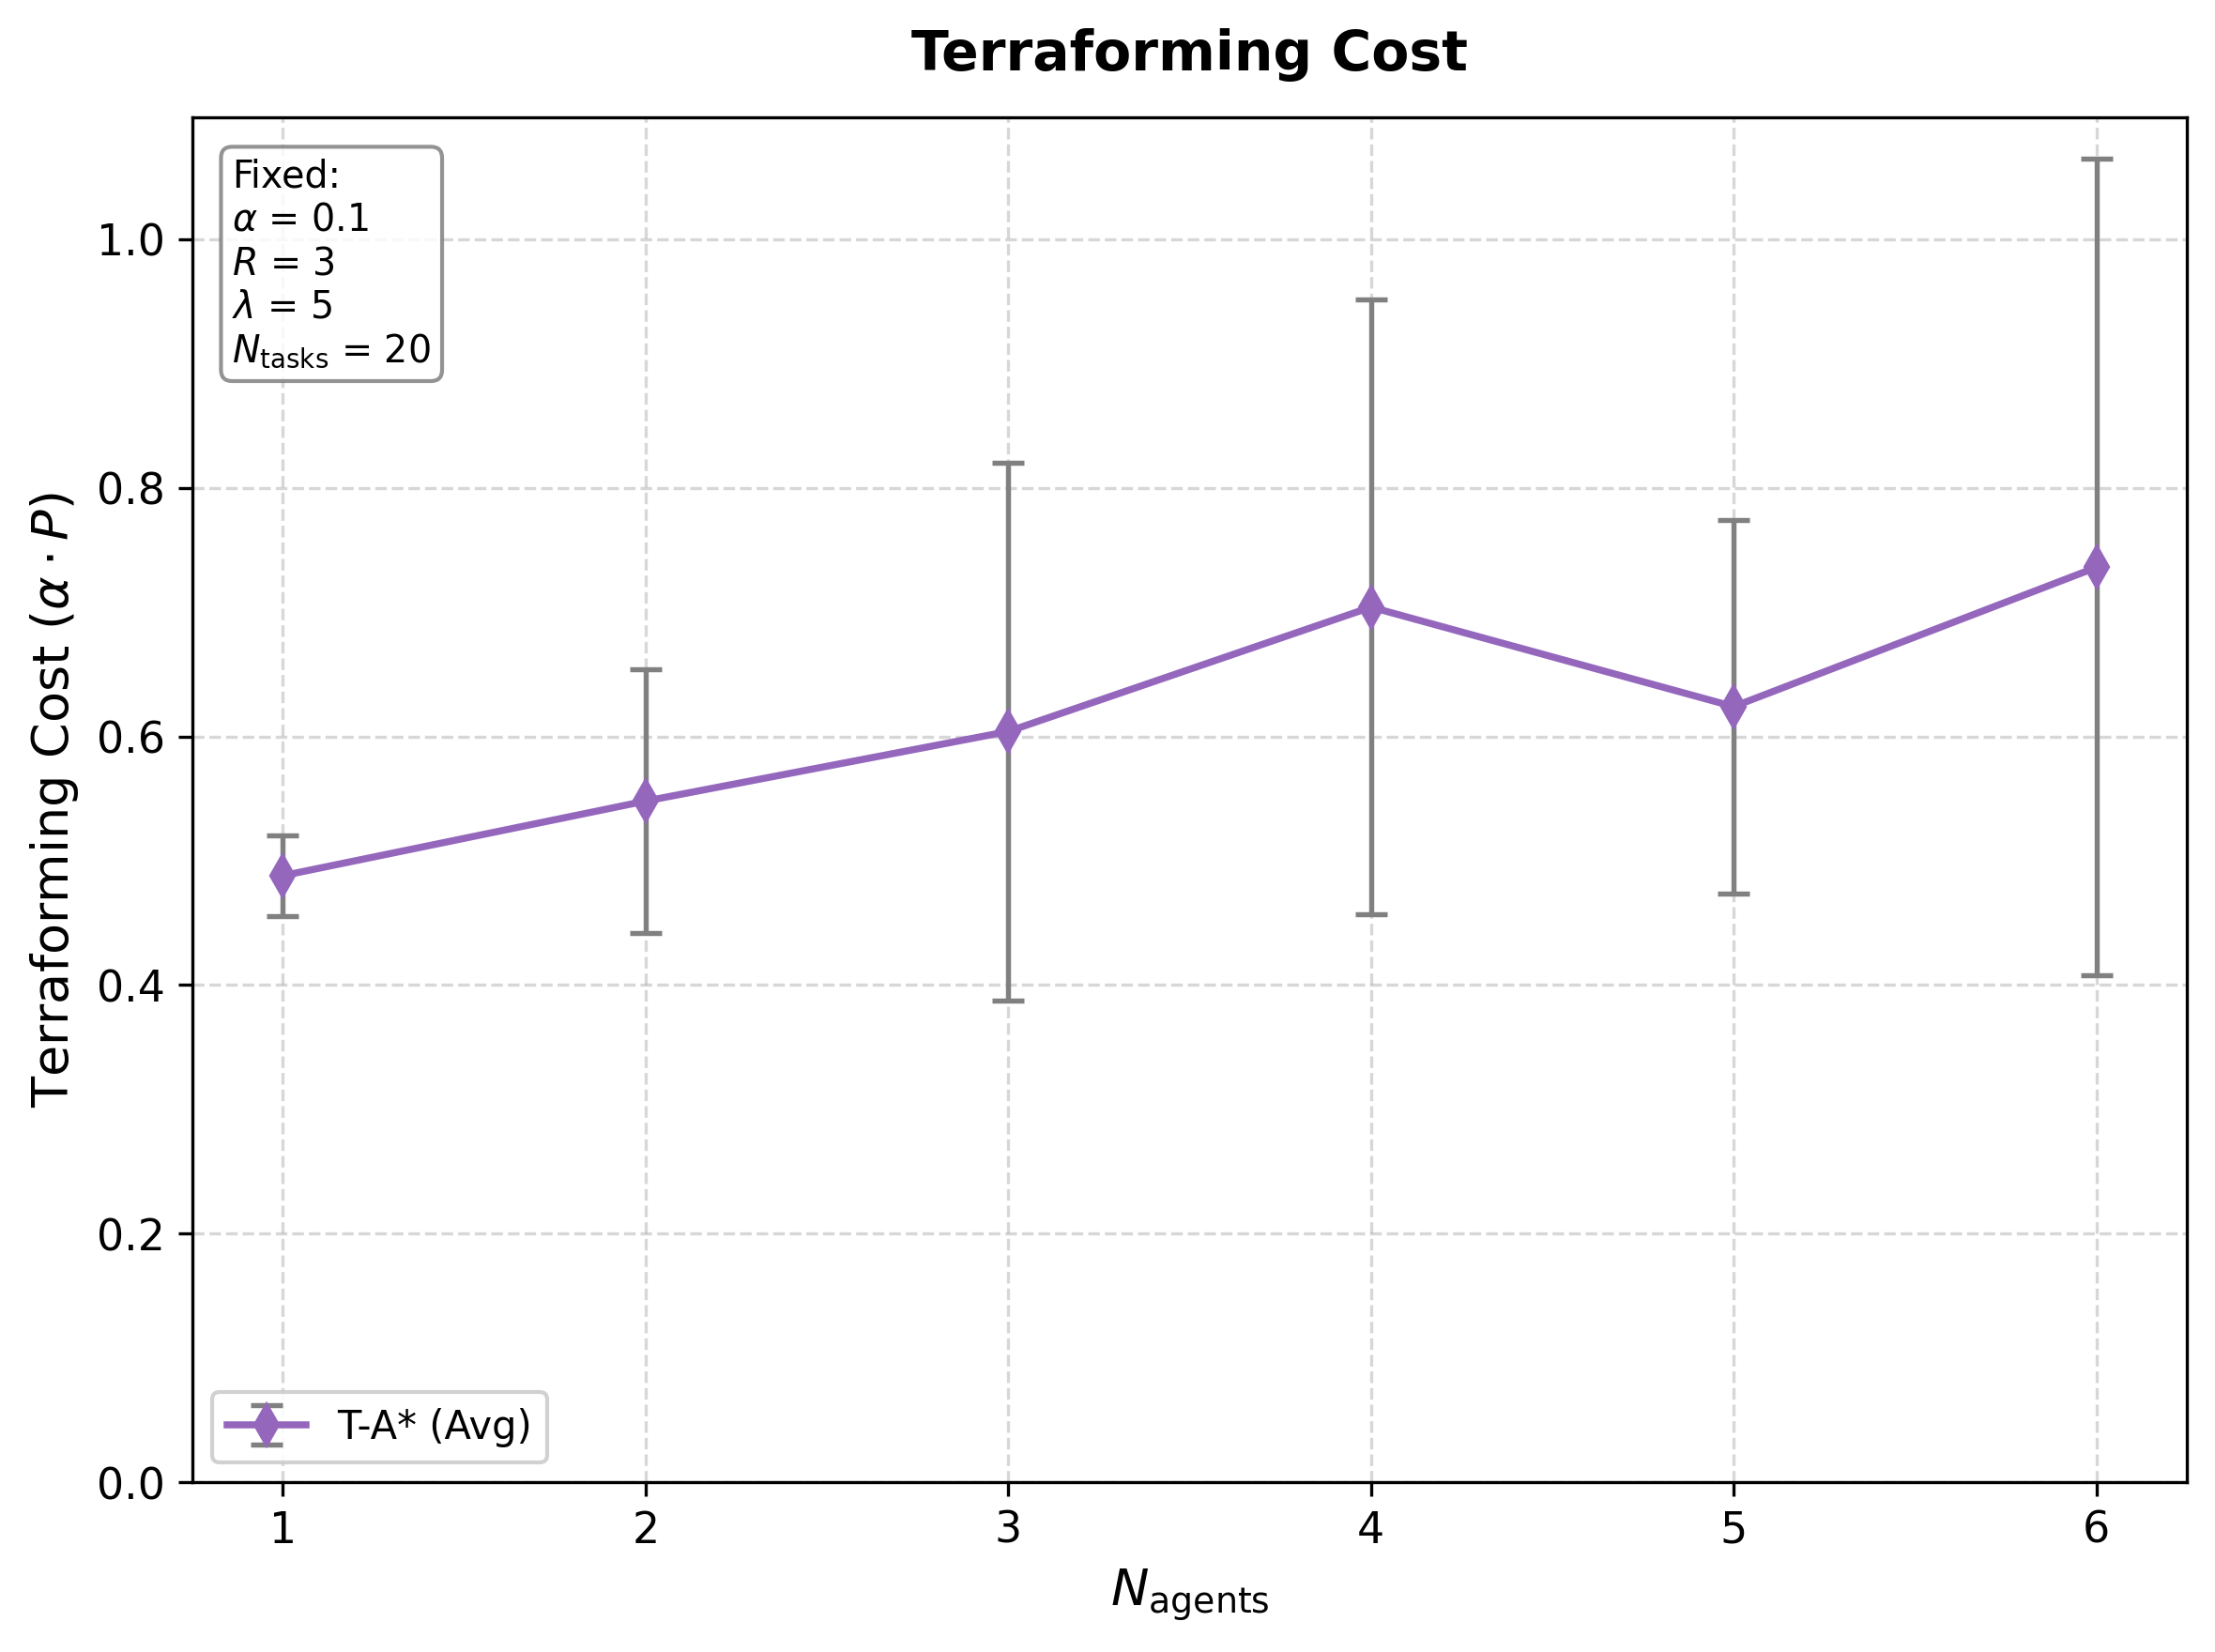 Terraforming Cost
Fixed:
α = 0.1
R = 3
λ = 5
N_tasks = 20
Terraforming Cost (α · P)
1.0
0.8
0.6
0.4
0.2
0.0
T-A* (Avg)
1 2 3 4 5 6
N_agents